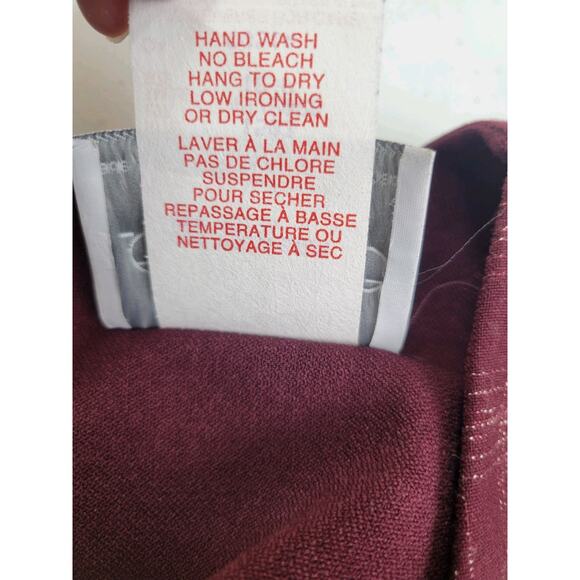 HAND WASH
NO BLEACH
HANG TO DRY
LOW IRONING
OR DRY CLEAN
LAVER À LA MAIN
PAS DE CHLORE
SUSPENDRE
POUR SECHER
REPASSAGE À BASSE
TEMPERATURE OU
NETTOYAGE À SEC